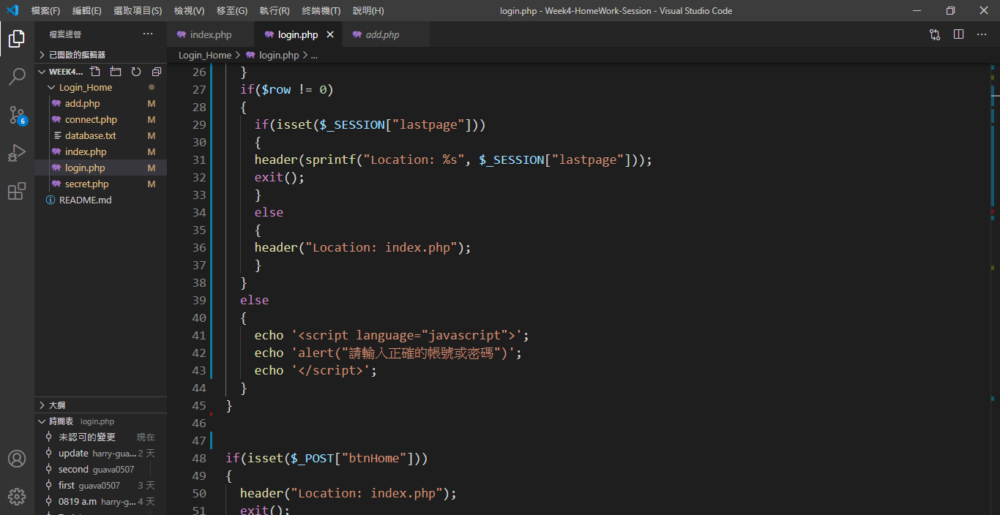 檔案(F) 編輯(E) 選取項目(S) 檢視(V) 移至(G) 執行(R) 終端機(T) 說明(H) login.php - Week4-HomeWork-Session - Visual Studio Code
檔案總管 ···
已開啟的編輯器
WEEK4...
Login_Home
add.php M
connect.php M
database.txt M
index.php M
login.php M
secret.php M
README.md
6
大綱
時間表 login.php
未認可的變更 現在
update harry-gua... 2 天
second guava0507
first guava0507 3 天
0819 a.m harry-g... 4 天
index.php login.php add.php ···
Login_Home > login.php > ...
26 }
27 if($row != 0)
28 {
29 if(isset($_SESSION["lastpage"]))
30 {
31 header(sprintf("Location: %s", $_SESSION["lastpage"]));
32 exit();
33 }
34 else
35 {
36 header("Location: index.php");
37 }
38 }
39 else
40 {
41 echo '<script language="javascript">';
42 echo 'alert("請輸入正確的帳號或密碼")';
43 echo '</script>';
44 }
45 }
46
47
48 if(isset($_POST["btnHome"]))
49 {
50 header("Location: index.php");
51 exit();